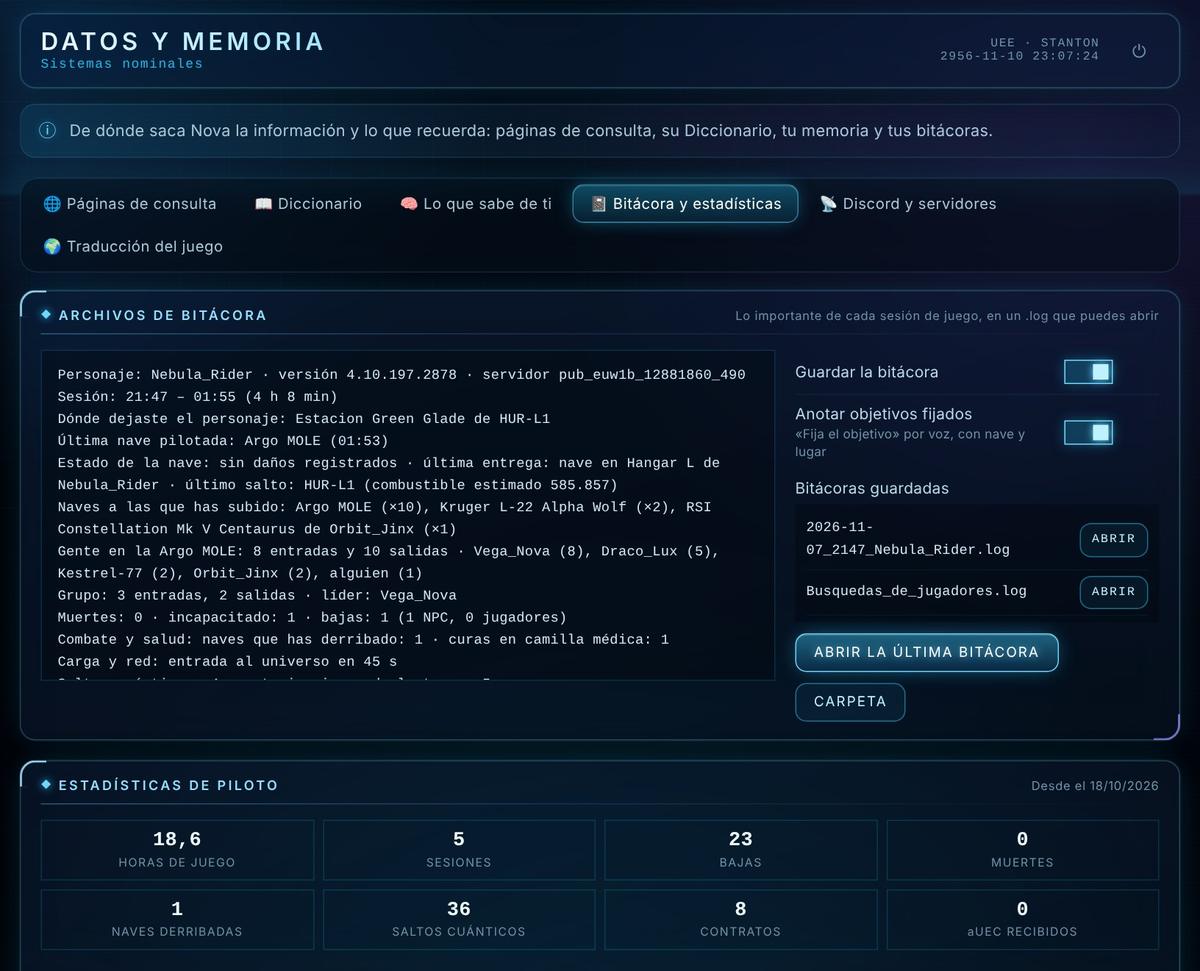 DATOS Y MEMORIA
Sistemas nominales
UEE · STANTON
2956-11-10 23:07:24
De dónde saca Nova la información y lo que recuerda: páginas de consulta, su Diccionario, tu memoria y tus bitácoras.
Páginas de consulta
Diccionario
Lo que sabe de ti
Bitácora y estadísticas
Discord y servidores
Traducción del juego
ARCHIVOS DE BITÁCORA
Lo importante de cada sesión de juego, en un .log que puedes abrir
Personaje: Nebula_Rider · versión 4.10.197.2878 · servidor pub_euw1b_12881860_490
Sesión: 21:47 – 01:55 (4 h 8 min)
Dónde dejaste el personaje: Estacion Green Glade de HUR-L1
Última nave pilotada: Argo MOLE (01:53)
Estado de la nave: sin daños registrados · última entrega: nave en Hangar L de
Nebula_Rider · último salto: HUR-L1 (combustible estimado 585.857)
Naves a las que has subido: Argo MOLE (×10), Kruger L-22 Alpha Wolf (×2), RSI
Constellation Mk V Centaurus de Orbit_Jinx (×1)
Gente en la Argo MOLE: 8 entradas y 10 salidas · Vega_Nova (8), Draco_Lux (5),
Kestrel-77 (2), Orbit_Jinx (2), alguien (1)
Grupo: 3 entradas, 2 salidas · líder: Vega_Nova
Muertes: 0 · incapacitado: 1 · bajas: 1 (1 NPC, 0 jugadores)
Combate y salud: naves que has derribado: 1 · curas en camilla médica: 1
Carga y red: entrada al universo en 45 s
Guardar la bitácora
Anotar objetivos fijados
«Fija el objetivo» por voz, con nave y
lugar
Bitácoras guardadas
2026-11-
07_2147_Nebula_Rider.log
ABRIR
Busquedas_de_jugadores.log
ABRIR
ABRIR LA ÚLTIMA BITÁCORA
CARPETA
ESTADÍSTICAS DE PILOTO
Desde el 18/10/2026
18,6
HORAS DE JUEGO
5
SESIONES
23
BAJAS
0
MUERTES
1
NAVES DERRIBADAS
36
SALTOS CUÁNTICOS
8
CONTRATOS
0
aUEC RECIBIDOS